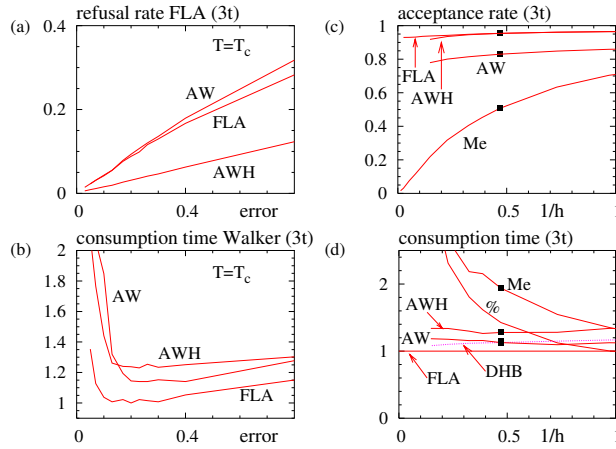 (a) refusal rate FLA (3t)
0.4
T=Tc
AW
0.2
FLA
AWH
0
0 0.4 error
(c) acceptance rate (3t)
1
0.8
FLA
AWH
AW
0.6
0.4
Me
0.2
0
0 0.5 1/h 1
(b) consumption time Walker (3t)
2
T=Tc
1.8
AW
1.6
1.4
AWH
1.2
FLA
1
0 0.4 error
(d) consumption time (3t)
Me
2
%
AWH
AW
1
FLA
DHB
0
0 0.5 1/h 1